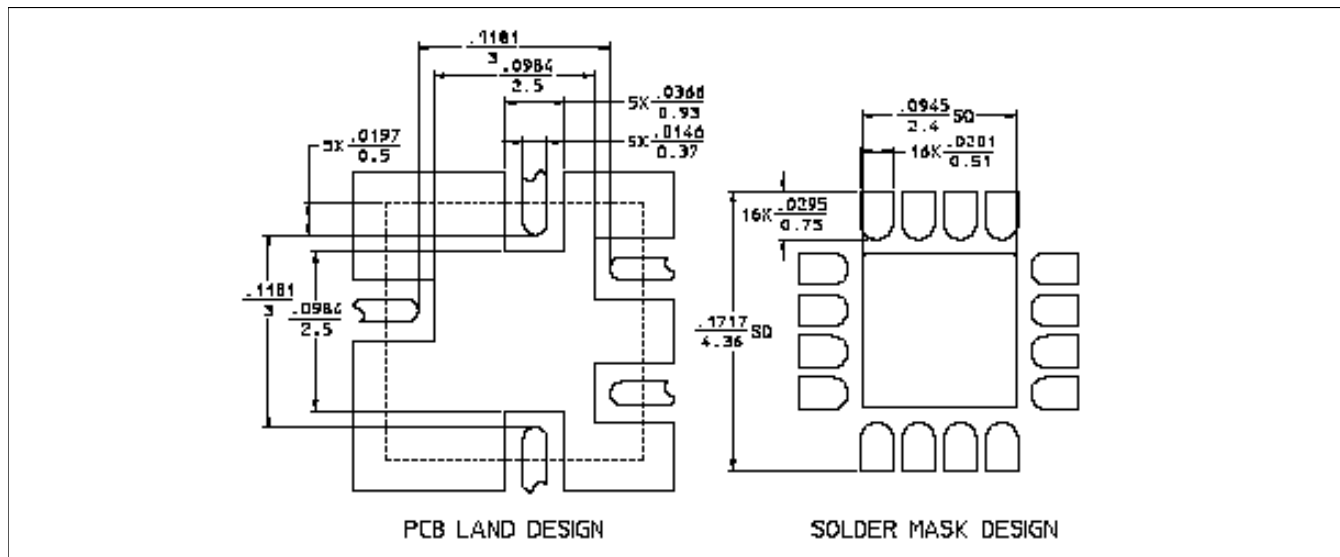 .1181
3
.0984
2.5
5X .0366
0.93
5X .0146
0.37
5X .0197
0.5
.1181
3
.0984
2.5
.0945 SQ
2.4
16X .0201
0.51
16X .0295
0.75
.1717 SQ
4.36
PCB LAND DESIGN
SOLDER MASK DESIGN